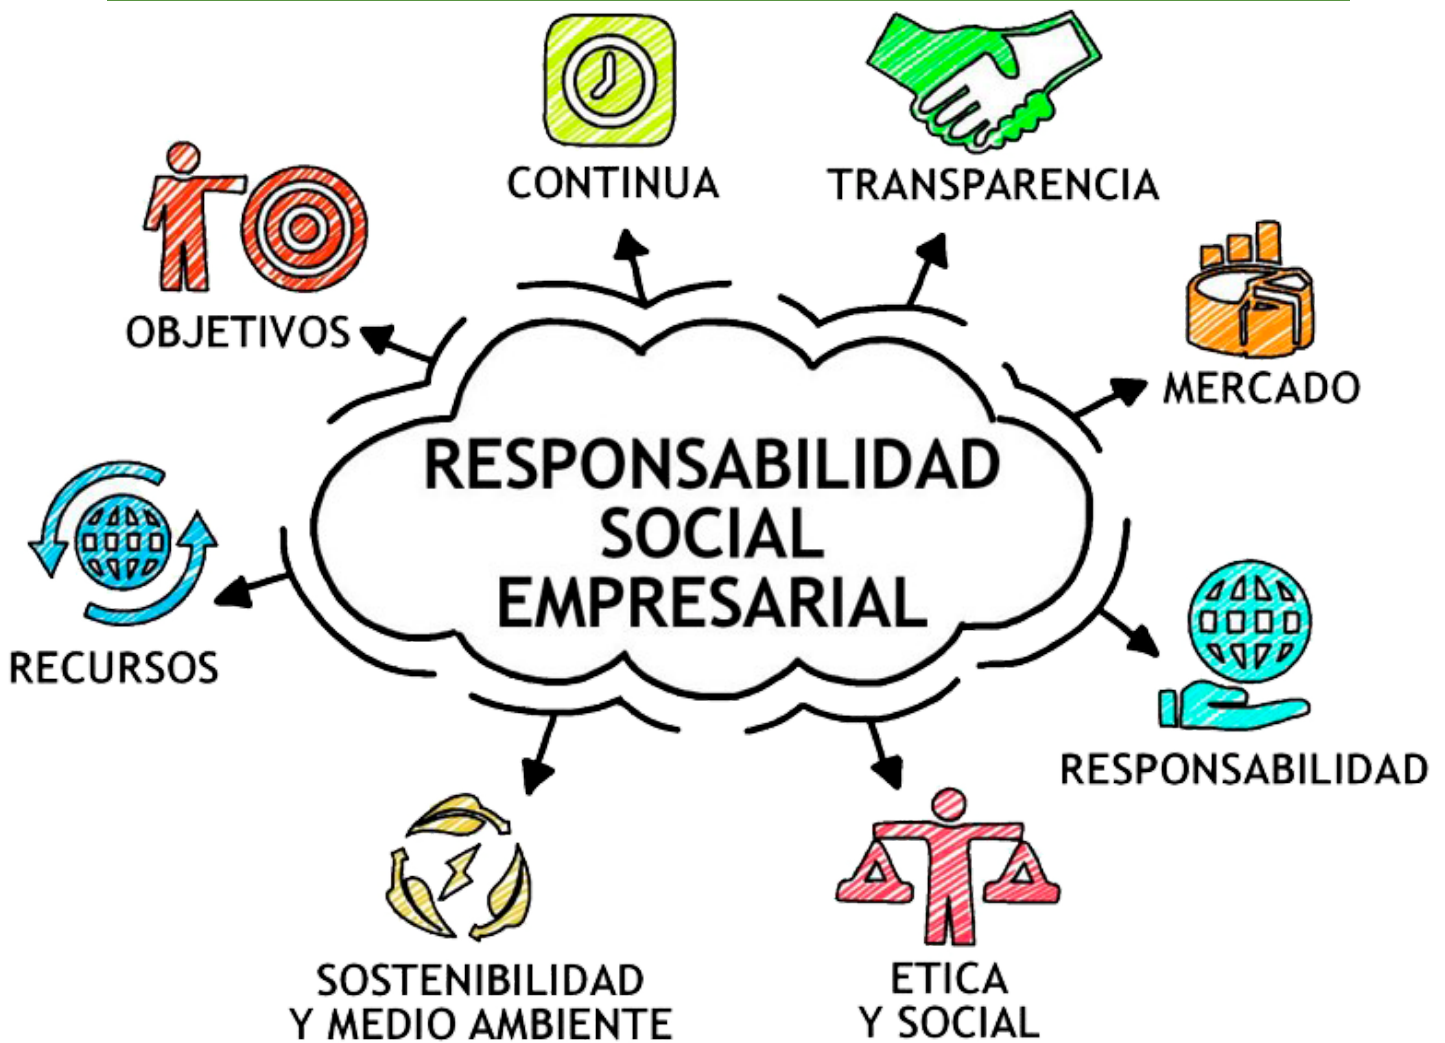 CONTINUA
TRANSPARENCIA
OBJETIVOS
MERCADO
RESPONSABILIDAD
SOCIAL
EMPRESARIAL
RECURSOS
RESPONSABILIDAD
SOSTENIBILIDAD
Y MEDIO AMBIENTE
ETICA
Y SOCIAL